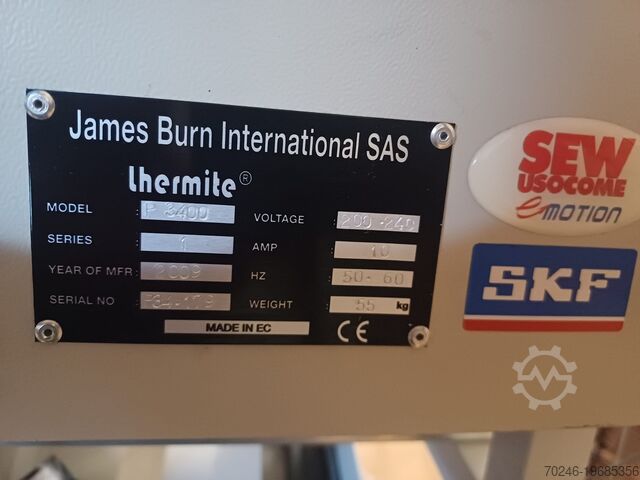 James Burn International SAS
lhermite®
MODEL : P 3400
SERIES : 1
YEAR OF MFR : 2009
SERIAL NO
VOLTAGE : 200-240
AMP : 10
HZ : 50-60
WEIGHT : 55 kg
MADE IN EC
CE
SEW
USOCOME
eMOTION
SKF
70246-19685356